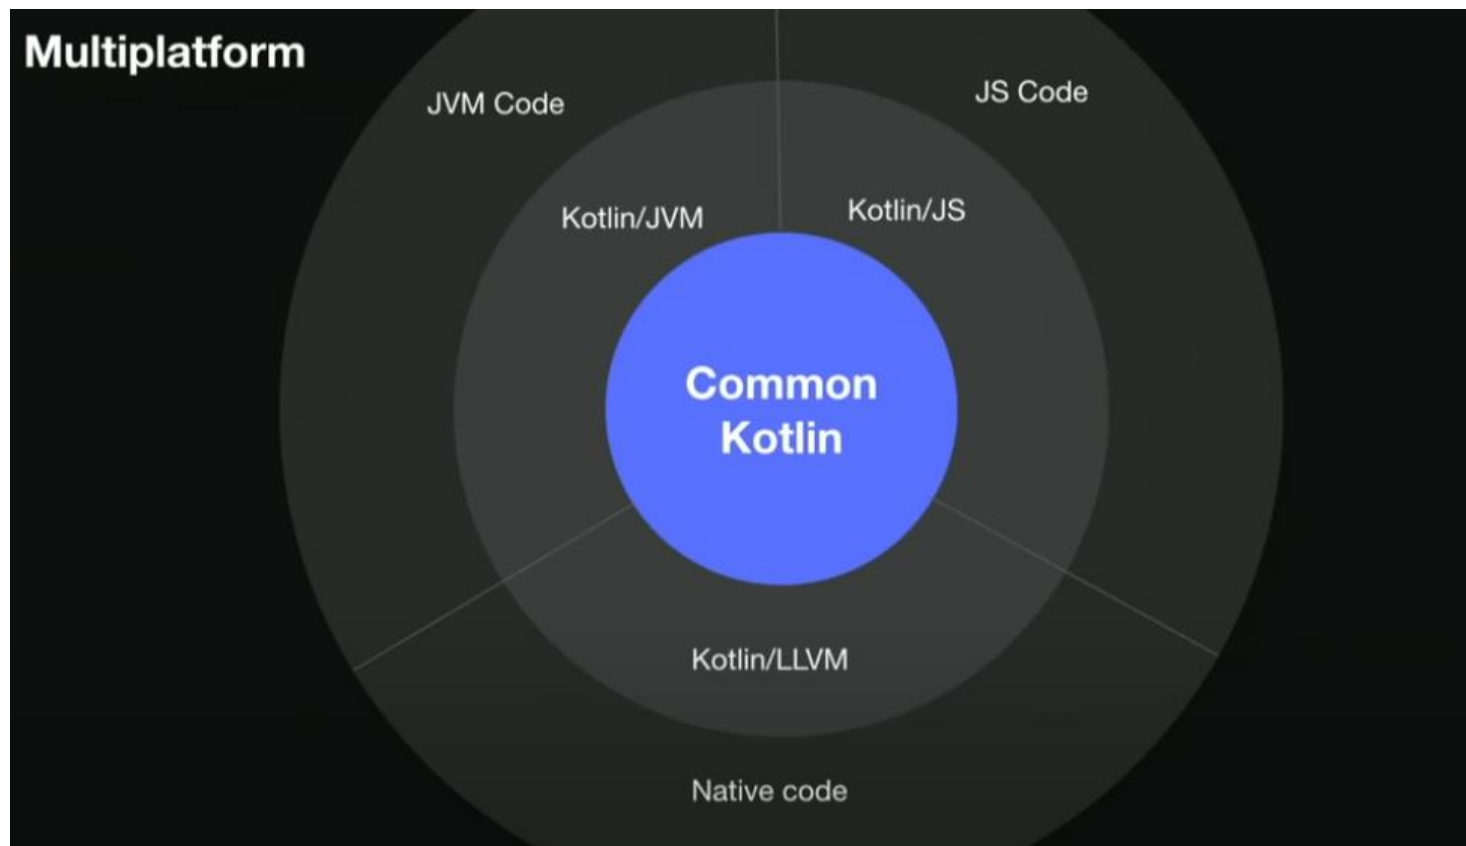 Multiplatform
JVM Code
JS Code
Kotlin/JVM
Kotlin/JS
Common
Kotlin
Kotlin/LLVM
Native code